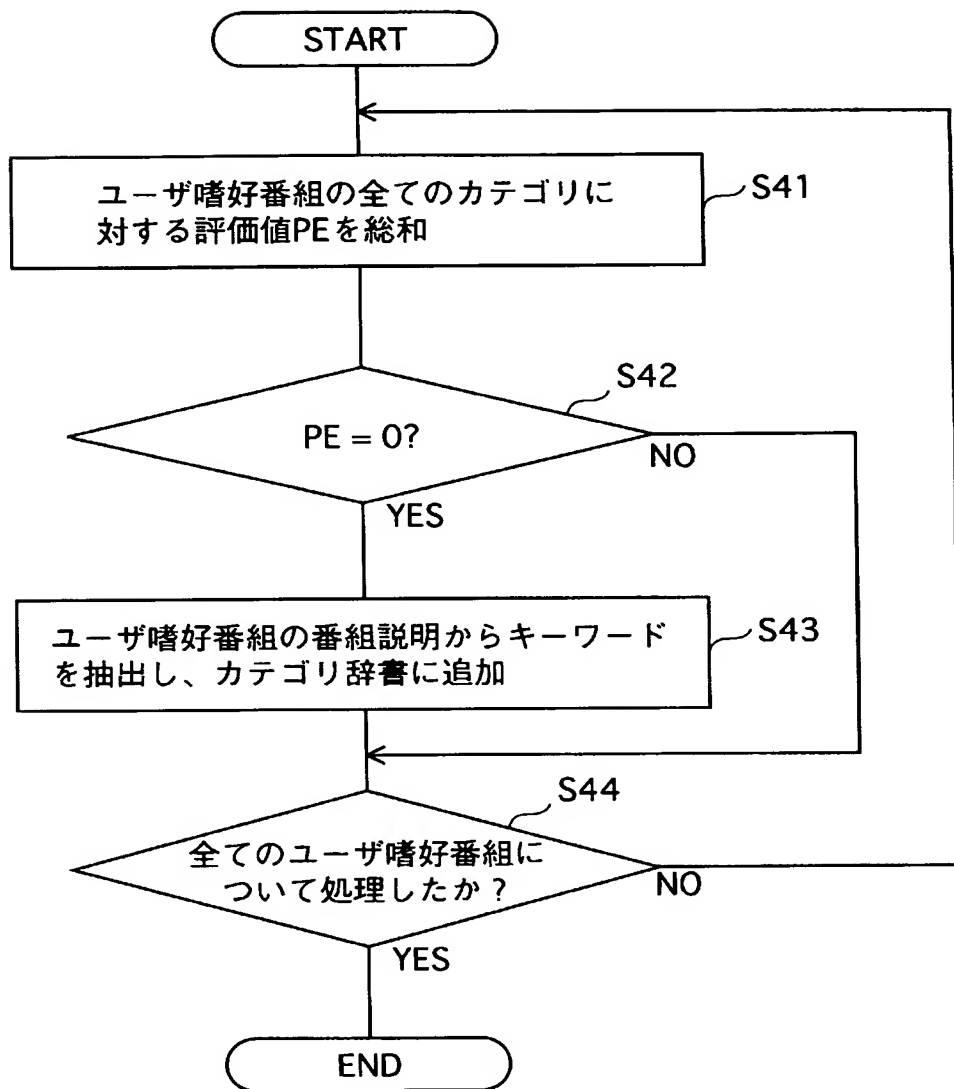 START
ユーザ嗜好番組の全てのカテゴリに
対する評価値PEを総和
S41
S42
PE = 0?
NO
YES
ユーザ嗜好番組の番組説明からキーワード
を抽出し、カテゴリ辞書に追加
S43
S44
全てのユーザ嗜好番組に
ついて処理したか？
NO
YES
END